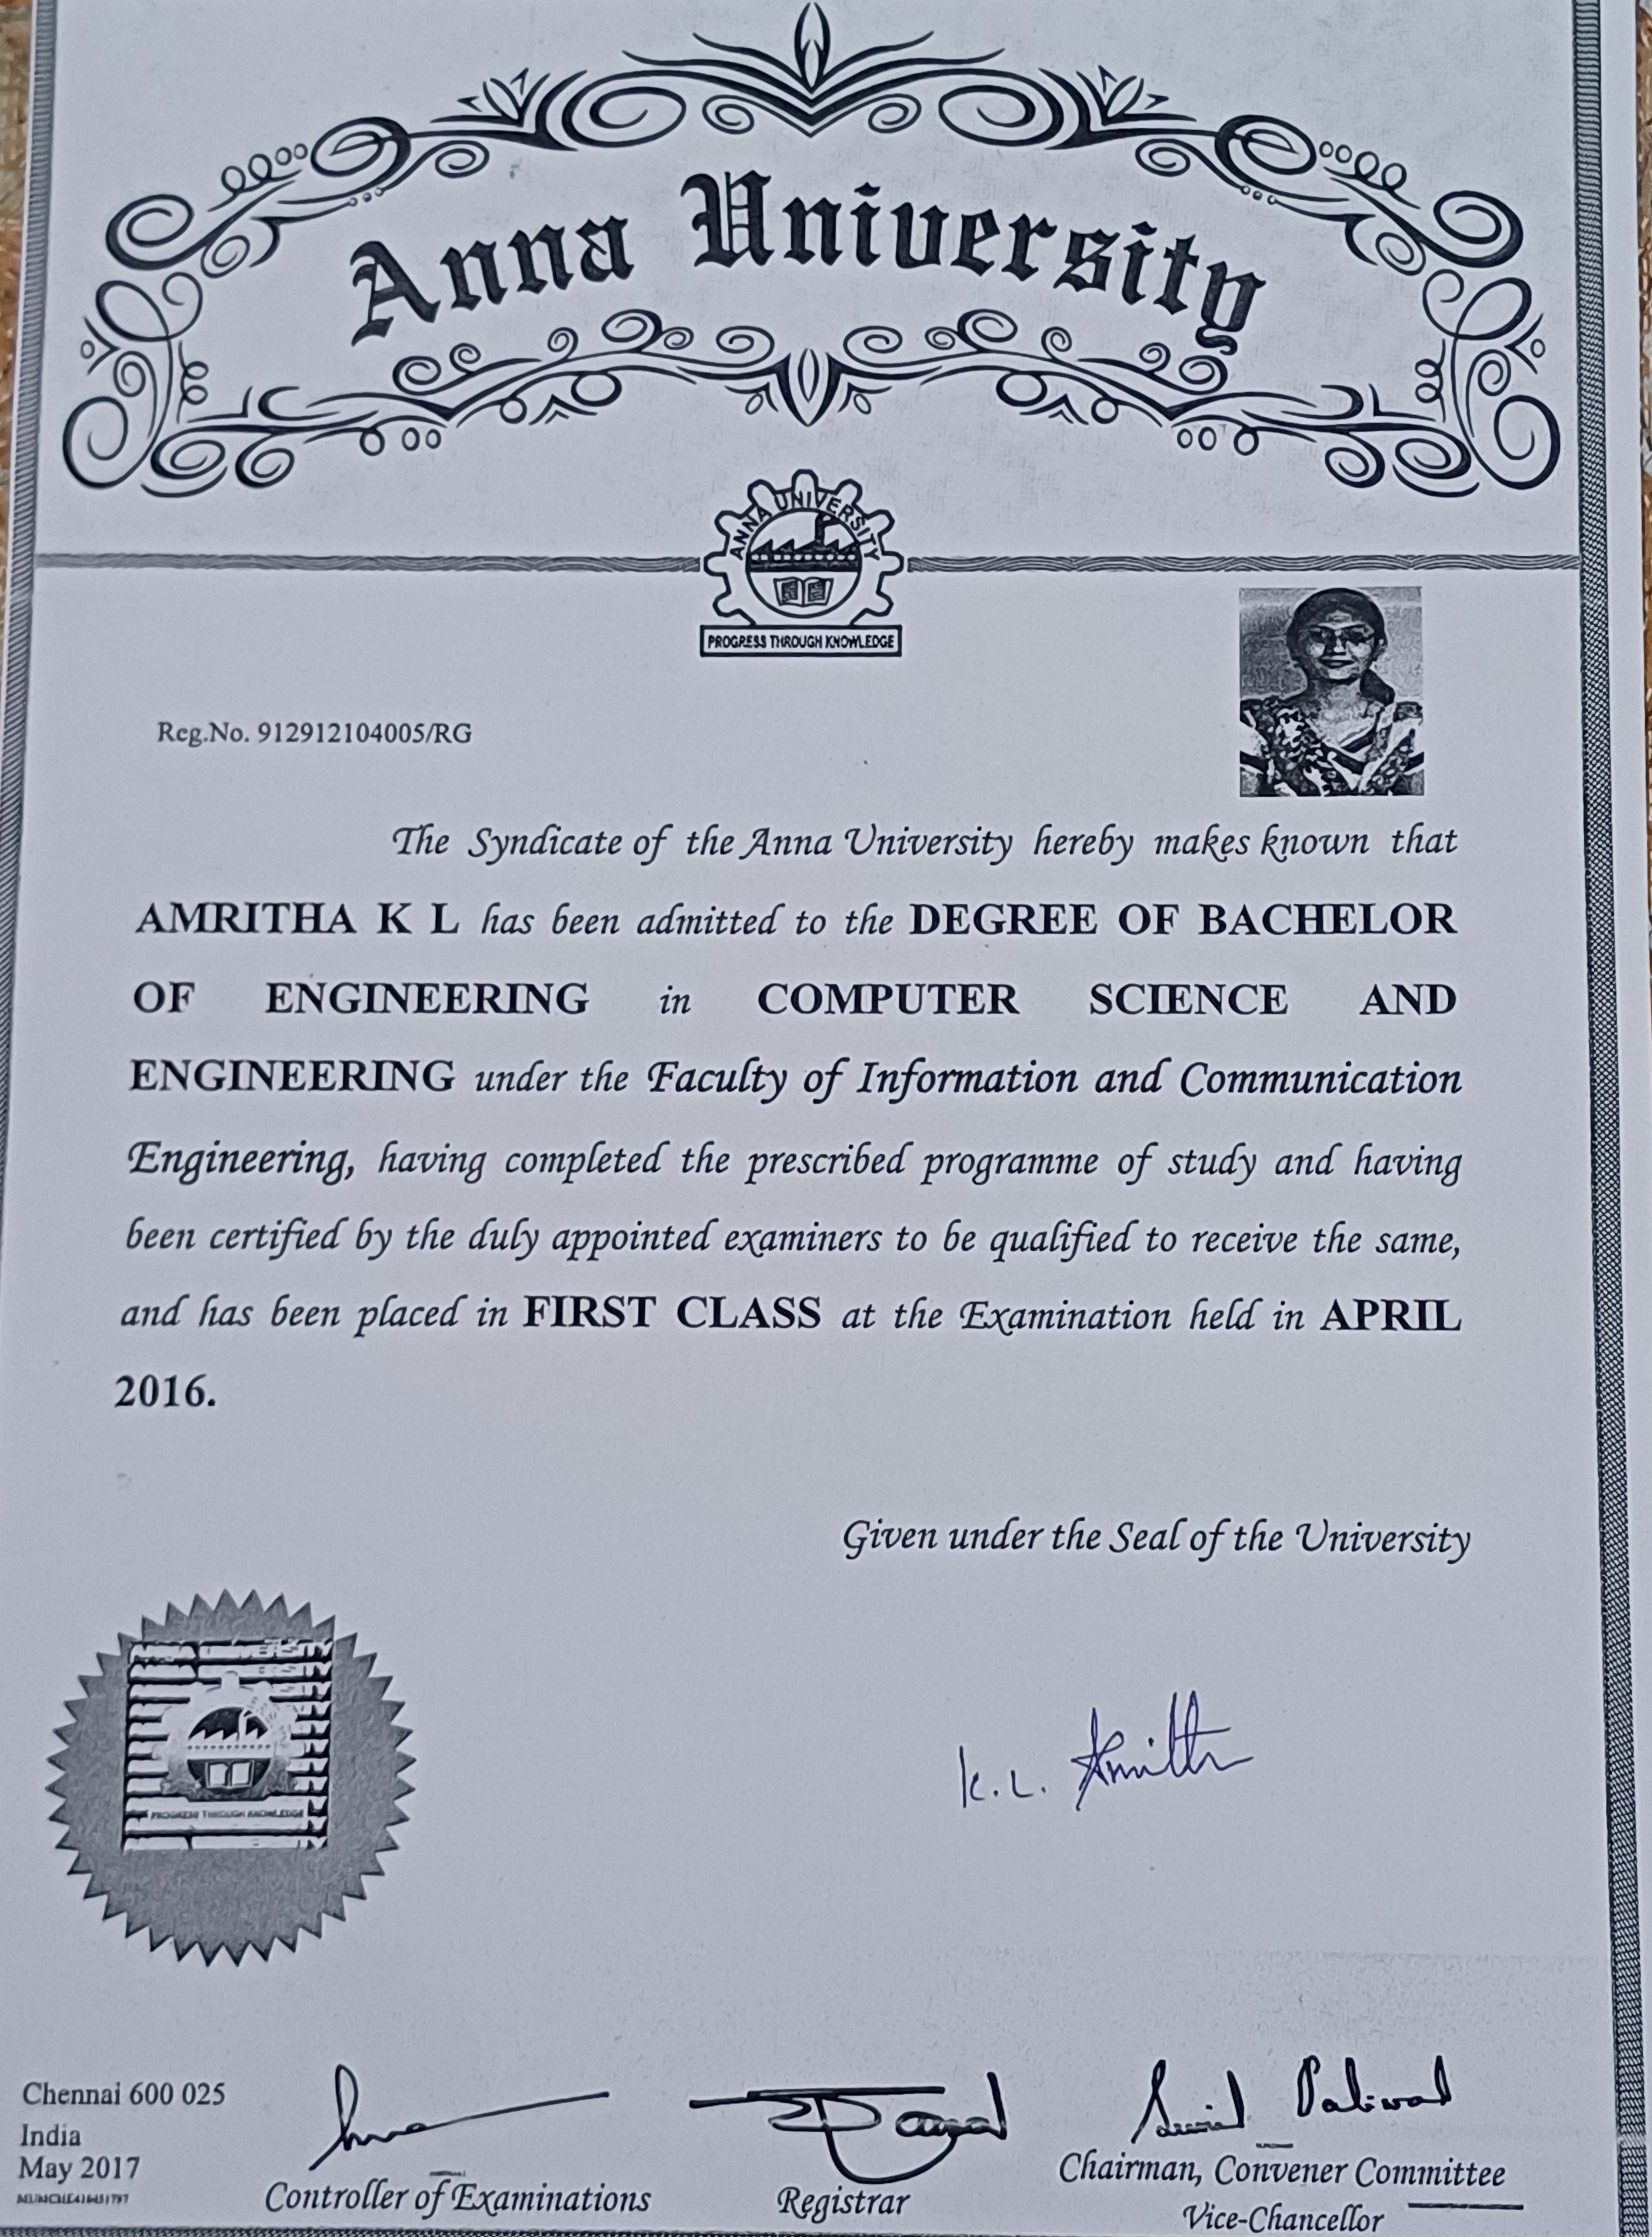 Anna University
ANNA UNIVERSITY
PROGRESS THROUGH KNOWLEDGE
Reg.No. 912912104005/RG
The Syndicate of the Anna University hereby makes known that
AMRITHA K L has been admitted to the DEGREE OF BACHELOR
OF ENGINEERING in COMPUTER SCIENCE AND
ENGINEERING under the Faculty of Information and Communication
Engineering, having completed the prescribed programme of study and having
been certified by the duly appointed examiners to be qualified to receive the same,
and has been placed in FIRST CLASS at the Examination held in APRIL
2016.
Given under the Seal of the University
UNIVERSITY
PROGRESS THROUGH KNOWLEDGE
K. L.
Chennai 600 025
India
May 2017
Controller of Examinations
Registrar
Chairman, Convener Committee
Vice-Chancellor